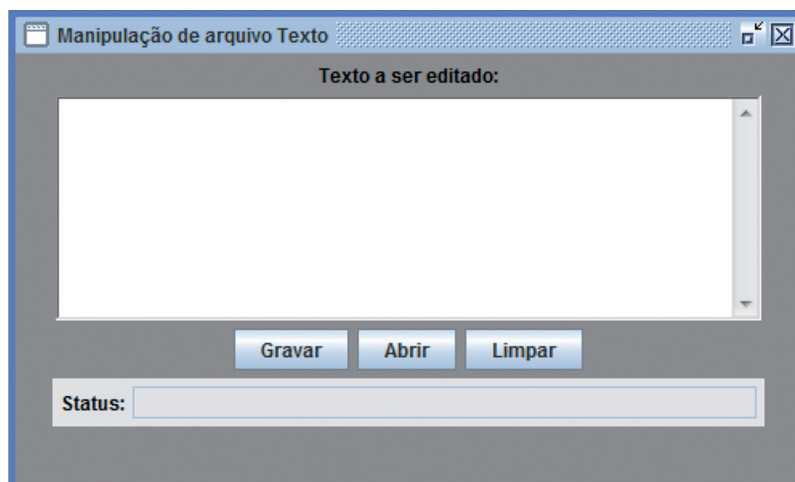 Manipulação de arquivo Texto
Texto a ser editado:
Gravar Abrir Limpar
Status: